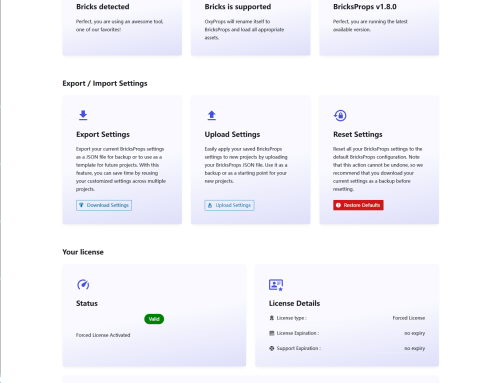 Bricks detected
Perfect, you are using an awesome tool,
one of our favorites!
Bricks is supported
OxyProps will rename itself to
BricksProps and load all appropriate
assets.
BricksProps v1.8.0
Perfect, you are running the latest
available version.
Export / Import Settings
Export Settings
Export your current BricksProps settings
as a JSON file for backup or to use as a
template for future projects. With this
feature, you can save time by reusing
your customized settings across multiple
projects.
Download Settings
Upload Settings
Easily apply your saved BricksProps
settings to new projects by uploading
your BricksProps JSON file. Use it as a
backup or as a starting point for your
new projects.
Upload Settings
Reset Settings
Reset all your BricksProps settings to the
default BricksProps configuration. Note
that this action cannot be undone, so we
recommend that you download your
current settings as a backup before
resetting.
Restore Defaults
Your license
Status
Valid
Forced License Activated
License Details
License type : Forced License
License Expiration : no expiry
Support Expiration : no expiry